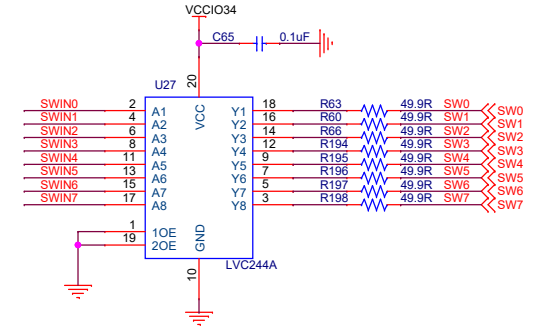 VCCIO34
C65 0.1uF
U27
20
VCC
SWIN0 2 A1 Y1 18 R63 49.9R SW0 SW0
SWIN1 4 A2 Y2 16 R60 49.9R SW1 SW1
SWIN2 6 A3 Y3 14 R66 49.9R SW2 SW2
SWIN3 8 A4 Y4 12 R194 49.9R SW3 SW3
SWIN4 11 A5 Y5 9 R195 49.9R SW4 SW4
SWIN5 13 A6 Y6 7 R196 49.9R SW5 SW5
SWIN6 15 A7 Y7 5 R197 49.9R SW6 SW6
SWIN7 17 A8 Y8 3 R198 49.9R SW7 SW7
1 1OE
19 2OE
GND
10
LVC244A